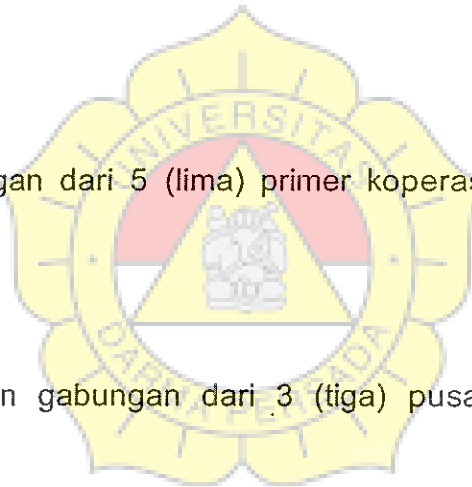 UNIVERSITAS
gan dari 5 (lima) primer koperas
n gabungan dari 3 (tiga) pusa
DARMA PERSADA